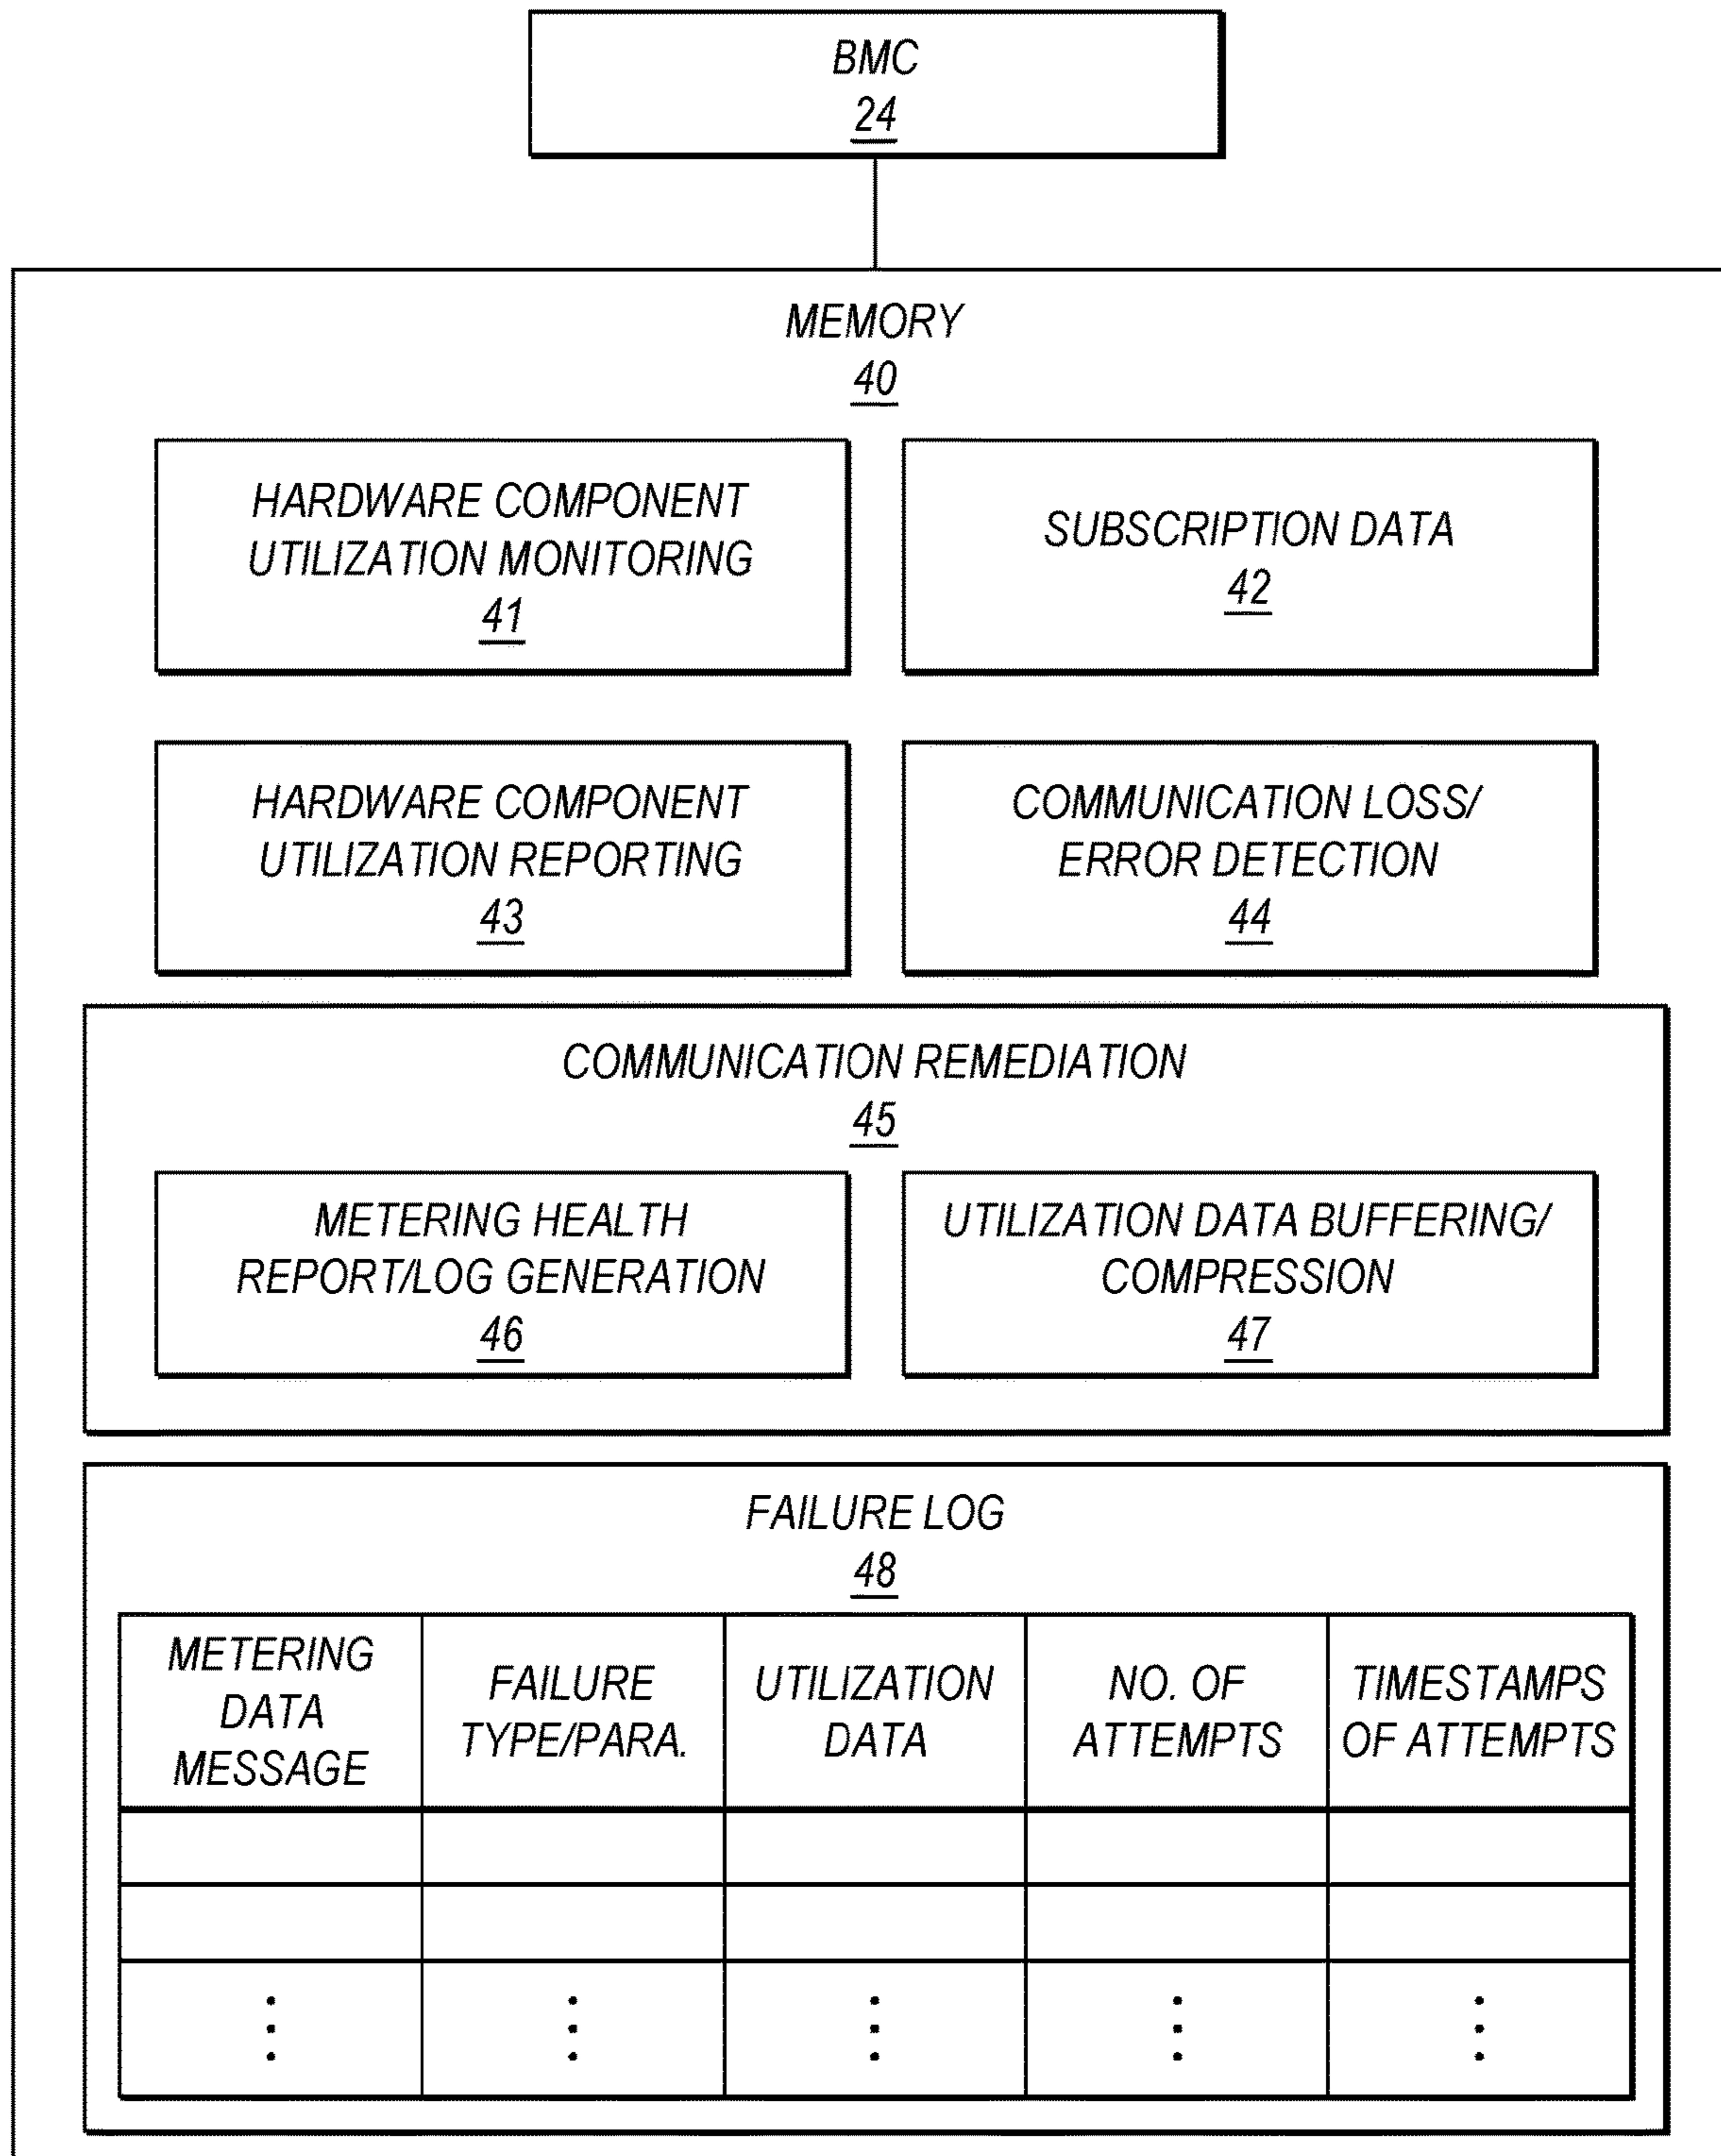 BMC
24
MEMORY
40
HARDWARE COMPONENT
UTILIZATION MONITORING
41
SUBSCRIPTION DATA
42
HARDWARE COMPONENT
UTILIZATION REPORTING
43
COMMUNICATION LOSS/
ERROR DETECTION
44
COMMUNICATION REMEDIATION
45
METERING HEALTH
REPORT/LOG GENERATION
46
UTILIZATION DATA BUFFERING/
COMPRESSION
47
FAILURE LOG
48
METERING
DATA
MESSAGE
FAILURE
TYPE/PARA.
UTILIZATION
DATA
NO. OF
ATTEMPTS
TIMESTAMPS
OF ATTEMPTS